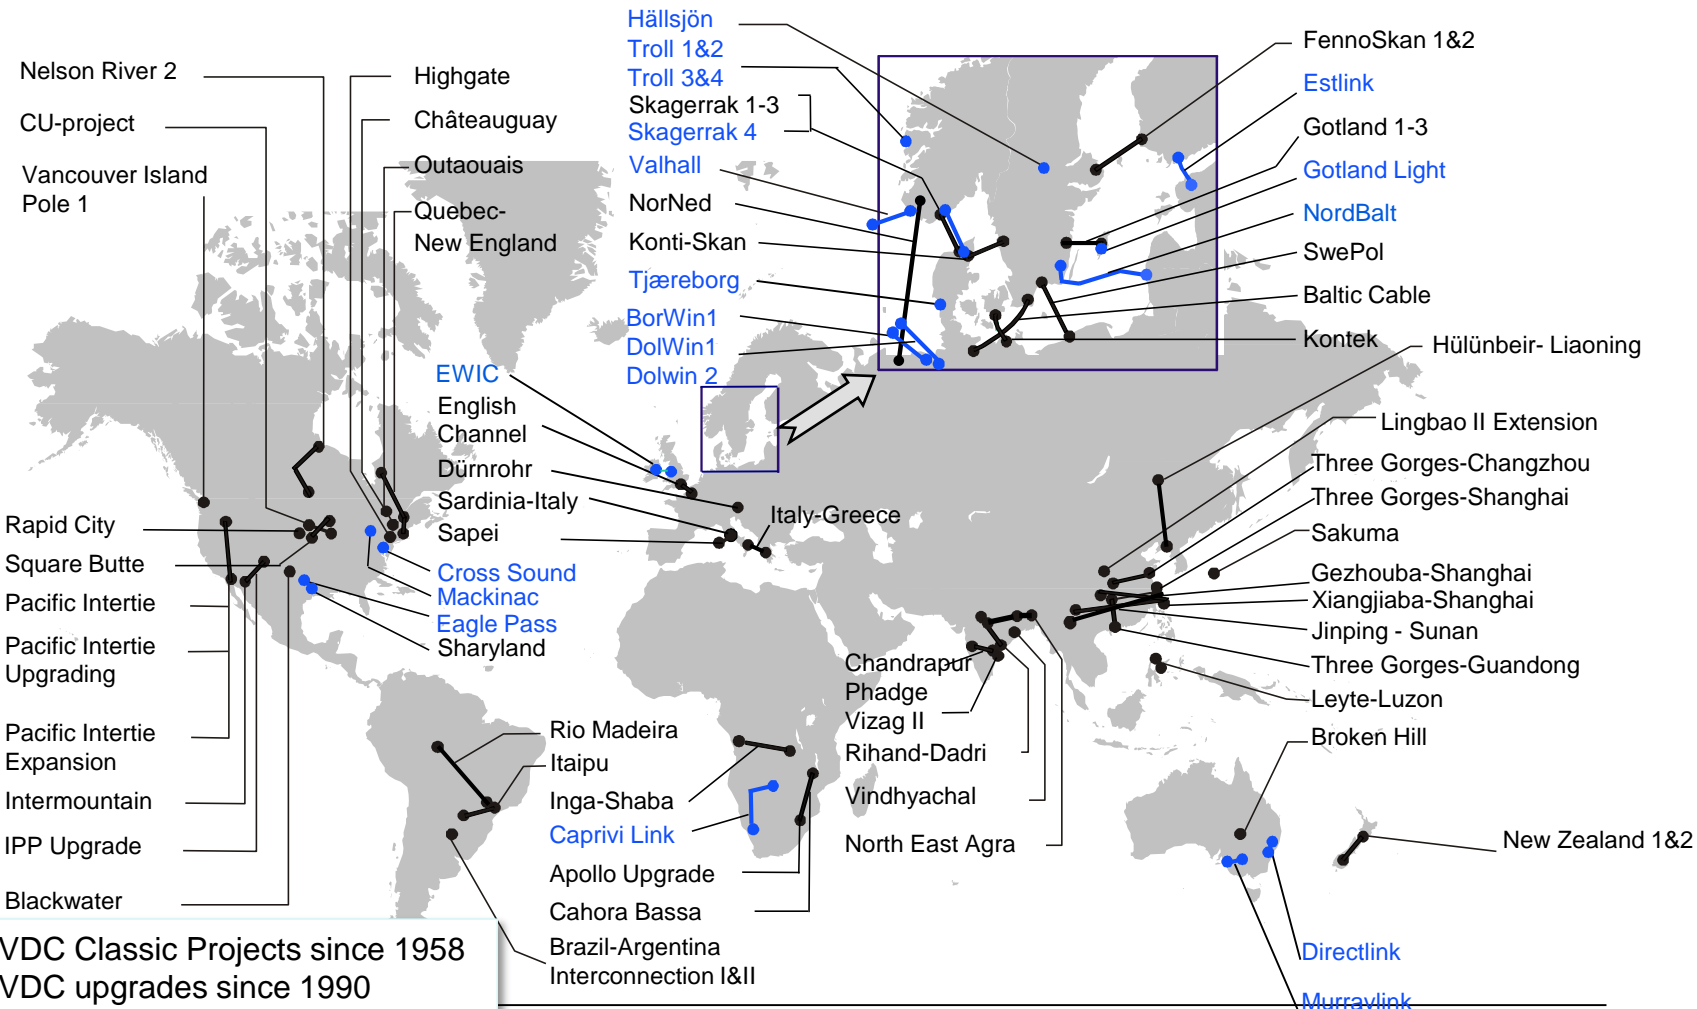 Nelson River 2
CU-project
Vancouver Island
Pole 1
Highgate
Châteauguay
Outaouais
Quebec-
New England
Rapid City
Square Butte
Pacific Intertie
Pacific Intertie
Upgrading
Pacific Intertie
Expansion
Intermountain
IPP Upgrade
Blackwater
Hällsjön
Troll 1&2
Troll 3&4
Skagerrak 1-3
Skagerrak 4
Valhall
NorNed
Konti-Skan
Tjæreborg
BorWin1
DolWin1
Dolwin 2
EWIC
English
Channel
Dürnrohr
Sardinia-Italy
Sapei
Italy-Greece
Cross Sound
Mackinac
Eagle Pass
Sharyland
Rio Madeira
Itaipu
Inga-Shaba
Caprivi Link
Apollo Upgrade
Cahora Bassa
Brazil-Argentina
Interconnection I&II
Chandrapur
Phadge
Vizag II
Rihand-Dadri
Vindhyachal
North East Agra
FennoSkan 1&2
Estlink
Gotland 1-3
Gotland Light
NordBalt
SwePol
Baltic Cable
Kontek
Hülünbeir- Liaoning
Lingbao II Extension
Three Gorges-Changzhou
Three Gorges-Shanghai
Sakuma
Gezhouba-Shanghai
Xiangjiaba-Shanghai
Jinping - Sunan
Three Gorges-Guandong
Leyte-Luzon
Broken Hill
New Zealand 1&2
Directlink
Murraylink
VDC Classic Projects since 1958
VDC upgrades since 1990